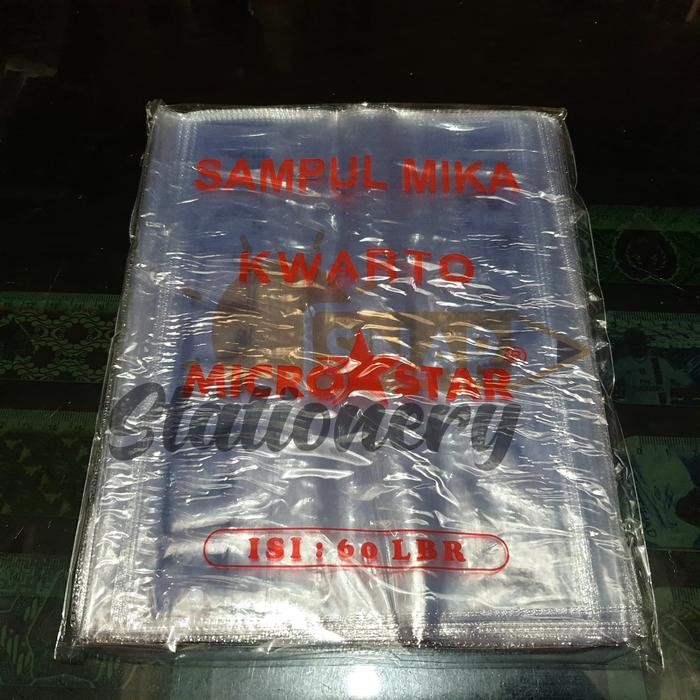 SAMPUL MIKA
KWARTO
MICRO STAR®
Stationery
ISI : 60 LBR